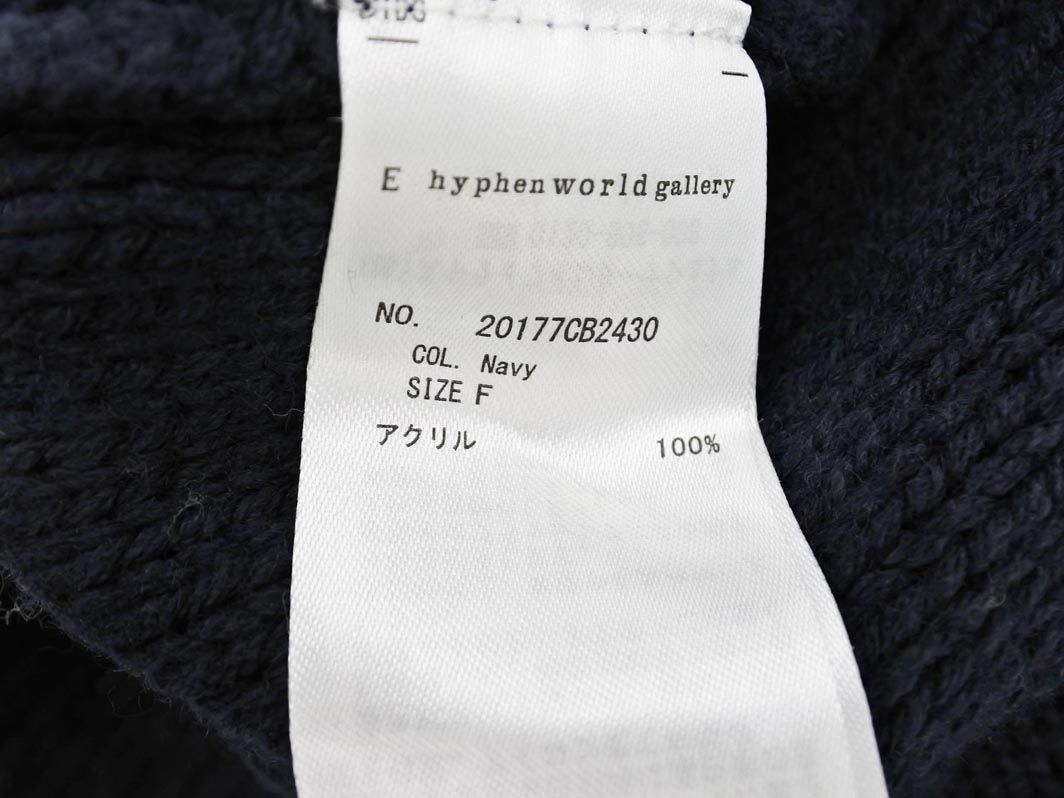 E hyphen world gallery
NO. 20177CB2430
COL. Navy
SIZE F
アクリル 100%